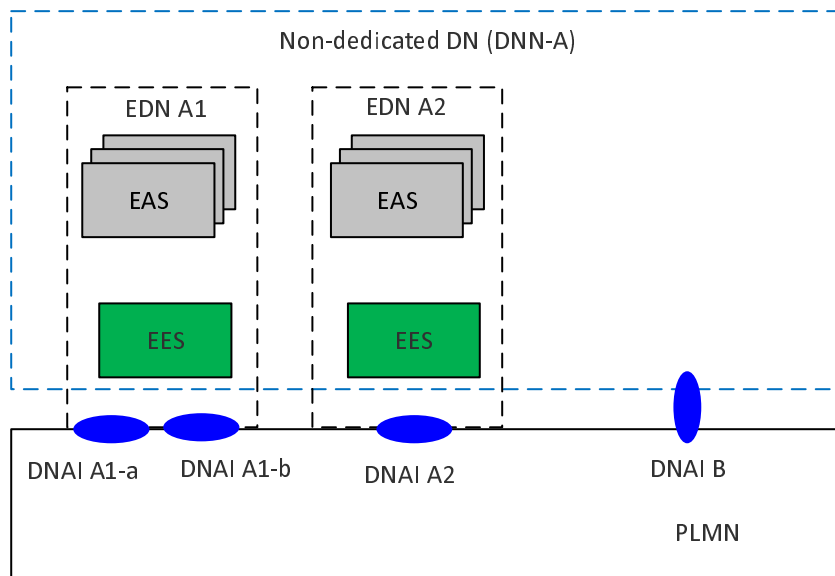 Non-dedicated DN (DNN-A)
EDN A1
EDN A2
EAS
EAS
EES
EES
DNAI A1-a
DNAI A1-b
DNAI A2
DNAI B
PLMN